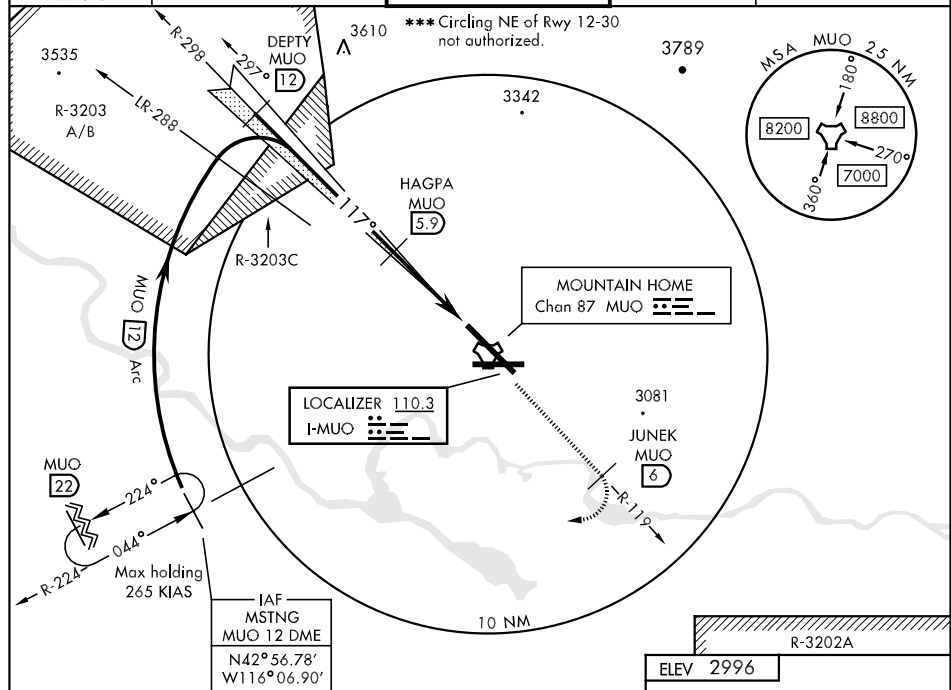 *** Circling NE of Rwy 12-30
not authorized.
3610
3535
R-3203
A/B
R-298
297°
DEPTY
MUO
12
LR-288
3342
3789
MSA MUO 25 NM
180°
8200
8800
270°
7000
360°
117°
HAGPA
MUO
5.9
R-3203C
MUO 12 Arc
MOUNTAIN HOME
Chan 87 MUO
LOCALIZER 110.3
I-MUO
3081
JUNEK
MUO
6
R-119
MUO
22
224°
044°
R-224
Max holding
265 KIAS
IAF
MSTNG
MUO 12 DME
N42°56.78'
W116°06.90'
10 NM
R-3202A
ELEV 2996